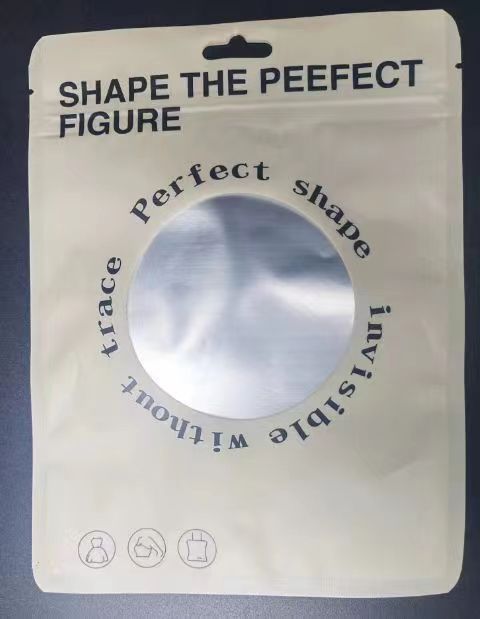 SHAPE THE PEEFECT
FIGURE
Perfect shape invisible without trace